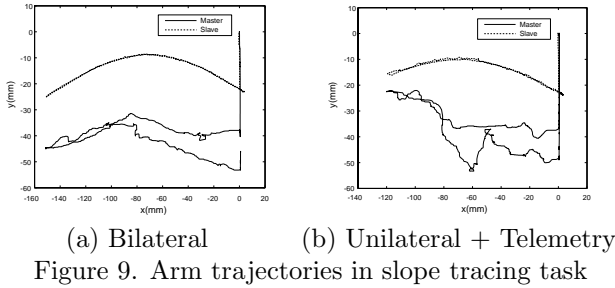 10
0
-10
-20
-30
-40
-50
-60
y(mm)
-160 -140 -120 -100 -80 -60 -40 -20 0 20
x(mm)
Master
Slave
10
0
-10
-20
-30
-40
-50
-60
y(mm)
-140 -120 -100 -80 -60 -40 -20 0 20
x(mm)
Master
Slave
(a) Bilateral (b) Unilateral + Telemetry
Figure 9. Arm trajectories in slope tracing task